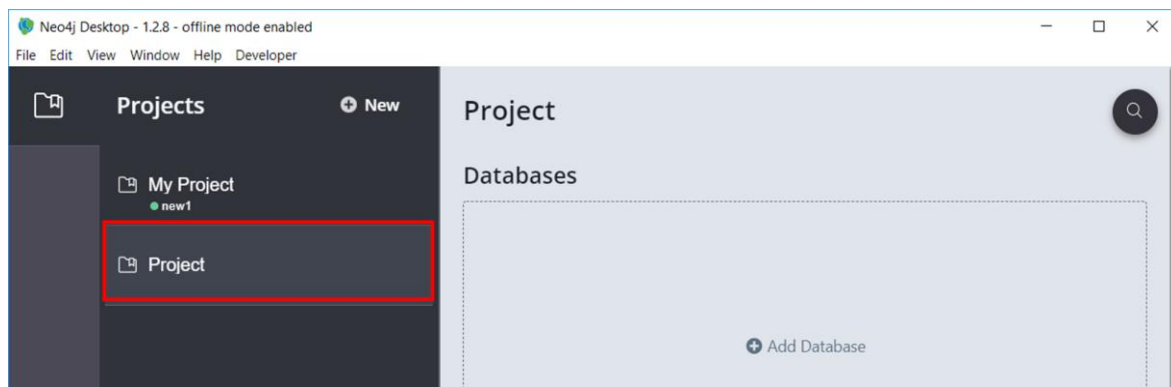 Neo4j Desktop - 1.2.8 - offline mode enabled
File Edit View Window Help Developer
Projects New
My Project
new1
Project
Project
Databases
Add Database